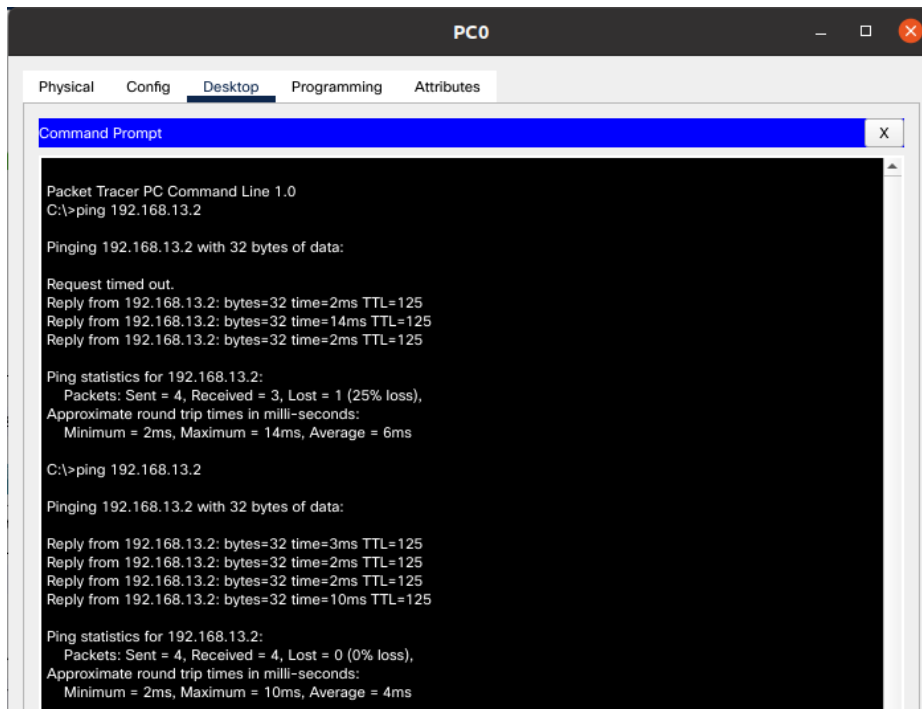 PC0
Physical Config Desktop Programming Attributes
Command Prompt
X
Packet Tracer PC Command Line 1.0
C:\>ping 192.168.13.2
Pinging 192.168.13.2 with 32 bytes of data:
Request timed out.
Reply from 192.168.13.2: bytes=32 time=2ms TTL=125
Reply from 192.168.13.2: bytes=32 time=14ms TTL=125
Reply from 192.168.13.2: bytes=32 time=2ms TTL=125
Ping statistics for 192.168.13.2:
Packets: Sent = 4, Received = 3, Lost = 1 (25% loss),
Approximate round trip times in milli-seconds:
Minimum = 2ms, Maximum = 14ms, Average = 6ms
C:\>ping 192.168.13.2
Pinging 192.168.13.2 with 32 bytes of data:
Reply from 192.168.13.2: bytes=32 time=3ms TTL=125
Reply from 192.168.13.2: bytes=32 time=2ms TTL=125
Reply from 192.168.13.2: bytes=32 time=2ms TTL=125
Reply from 192.168.13.2: bytes=32 time=10ms TTL=125
Ping statistics for 192.168.13.2:
Packets: Sent = 4, Received = 4, Lost = 0 (0% loss),
Approximate round trip times in milli-seconds:
Minimum = 2ms, Maximum = 10ms, Average = 4ms